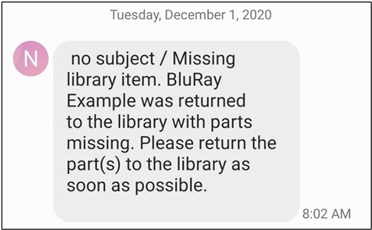 Tuesday, December 1, 2020
N
no subject / Missing
library item. BluRay
Example was returned
to the library with parts
missing. Please return the
part(s) to the library as
soon as possible.
8:02 AM